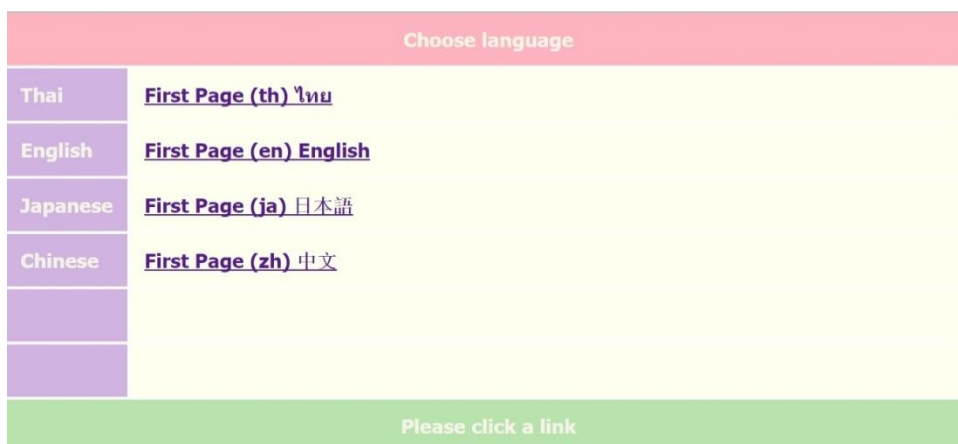 Choose language
Thai First Page (th) ไทย
English First Page (en) English
Japanese First Page (ja) 日本語
Chinese First Page (zh) 中文
Please click a link